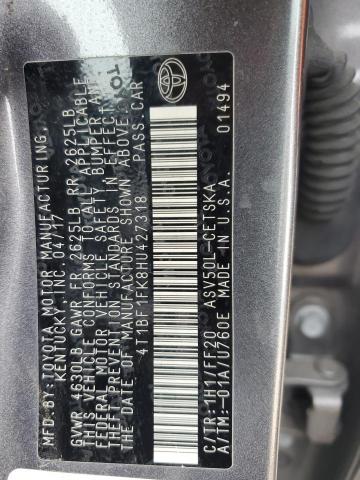 MFD.BY:TOYOTA MOTOR MANUFACTURING
KENTUCKY, INC. 04/17
GVWR 4630LB GAWR FR 2625LB RR 2625LB
THIS VEHICLE CONFORMS TO ALL APPLICABLE
FEDERAL MOTOR VEHICLE SAFETY, BUMPER AND
THEFT PREVENTION STANDARDS IN EFFECT ON
THE DATE OF MANUFACTURE SHOWN ABOVE.
4T1BF1FK8HU427318 PASS.CAR
C/TR: 1H1/FF20 ASV50L-CETSKA
A/TM:-01A/U760E MADE IN U.S.A. 01494